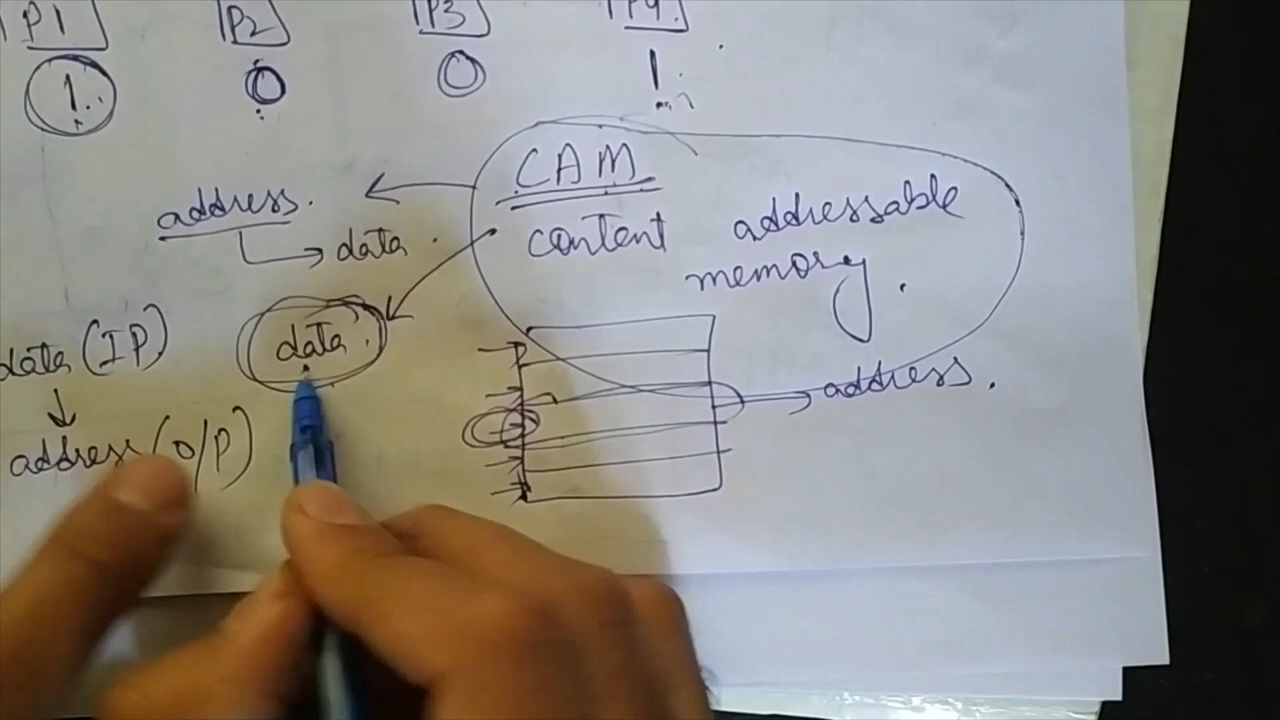 P1 P2 P3 P4
1 0 0 1
CAM
address. content addressable
data. memory.
data (IP) data.
address (O/P) address.